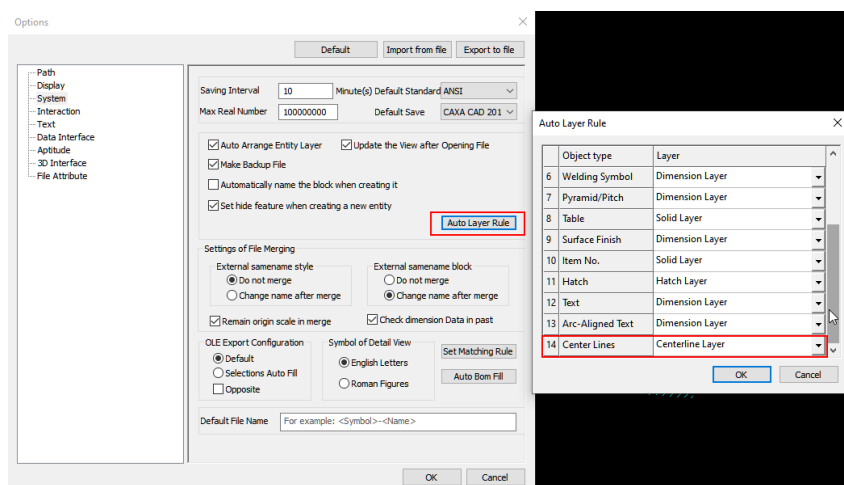 Options
Default Import from file Export to file
Path
Display
System
Interaction
Text
Data Interface
Aptitude
3D Interface
File Attribute
Saving Interval 10 Minute(s) Default Standard ANSI
Max Real Number 100000000 Default Save CAXA CAD 201
Auto Arrange Entity Layer Update the View after Opening File
Make Backup File
Automatically name the block when creating it
Set hide feature when creating a new entity
Auto Layer Rule
Settings of File Merging
External samename style External samename block
Do not merge Do not merge
Change name after merge Change name after merge
Remain origin scale in merge Check dimension Data in past
OLE Export Configuration Symbol of Detail View
Default English Letters Set Matching Rule
Selections Auto Fill Roman Figures Auto Bom Fill
Opposite
Default File Name For example: <Symbol>-<Name>
OK Cancel
Auto Layer Rule
Object type Layer
6 Welding Symbol Dimension Layer
7 Pyramid/Pitch Dimension Layer
8 Table Solid Layer
9 Surface Finish Dimension Layer
10 Item No. Solid Layer
11 Hatch Hatch Layer
12 Text Dimension Layer
13 Arc-Aligned Text Dimension Layer
14 Center Lines Centerline Layer
OK Cancel